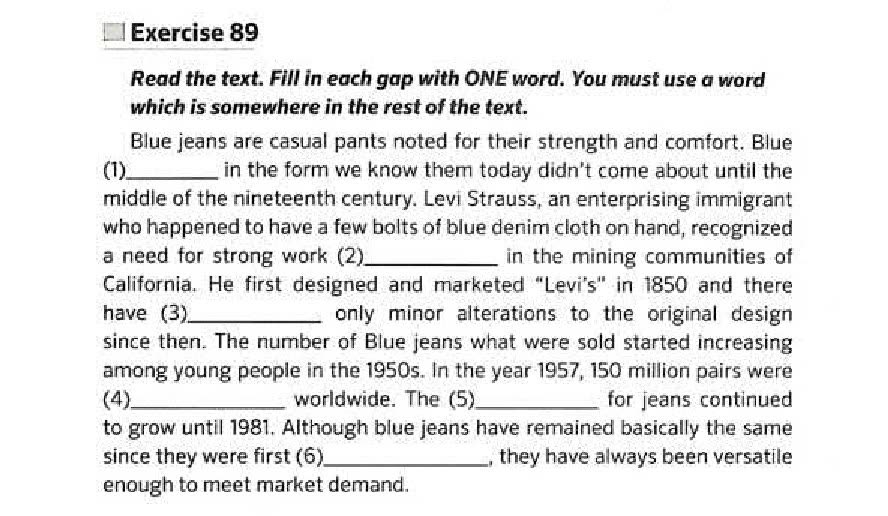 Exercise 89
Read the text. Fill in each gap with ONE word. You must use a word
which is somewhere in the rest of the text.
Blue jeans are casual pants noted for their strength and comfort. Blue
(1)__________ in the form we know them today didn't come about until the
middle of the nineteenth century. Levi Strauss, an enterprising immigrant
who happened to have a few bolts of blue denim cloth on hand, recognized
a need for strong work (2)______________ in the mining communities of
California. He first designed and marketed "Levi's" in 1850 and there
have (3)______________ only minor alterations to the original design
since then. The number of Blue jeans what were sold started increasing
among young people in the 1950s. In the year 1957, 150 million pairs were
(4)________________ worldwide. The (5)_____________ for jeans continued
to grow until 1981. Although blue jeans have remained basically the same
since they were first (6)_________________, they have always been versatile
enough to meet market demand.